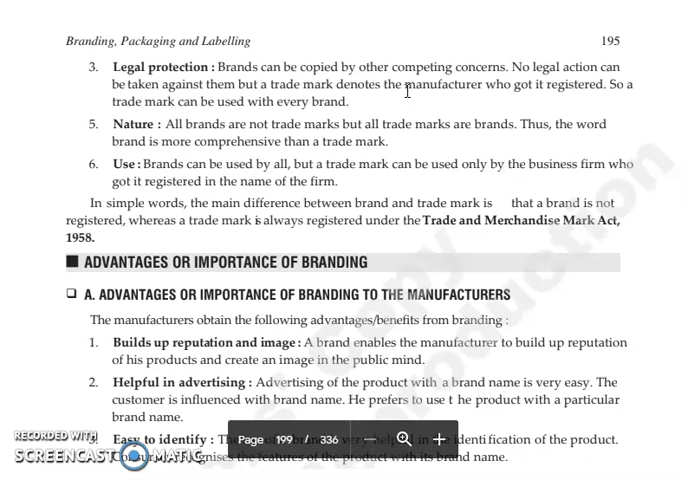 Branding, Packaging and Labelling 195
3. Legal protection : Brands can be copied by other competing concerns. No legal action can
be taken against them but a trade mark denotes the manufacturer who got it registered. So a
trade mark can be used with every brand.
5. Nature : All brands are not trade marks but all trade marks are brands. Thus, the word
brand is more comprehensive than a trade mark.
6. Use : Brands can be used by all, but a trade mark can be used only by the business firm who
got it registered in the name of the firm.
In simple words, the main difference between brand and trade mark is that a brand is not
registered, whereas a trade mark is always registered under the Trade and Merchandise Mark Act,
1958.
ADVANTAGES OR IMPORTANCE OF BRANDING
A. ADVANTAGES OR IMPORTANCE OF BRANDING TO THE MANUFACTURERS
The manufacturers obtain the following advantages/benefits from branding :
1. Builds up reputation and image : A brand enables the manufacturer to build up reputation
of his products and create an image in the public mind.
2. Helpful in advertising : Advertising of the product with a brand name is very easy. The
customer is influenced with brand name. He prefers to use t he product with a particular
brand name.
Easy to identify : identification of the product.
the features of the product with its brand name.
Page 199 / 336
RECORDED WITH
SCREENCAST MATIC
Copy
production